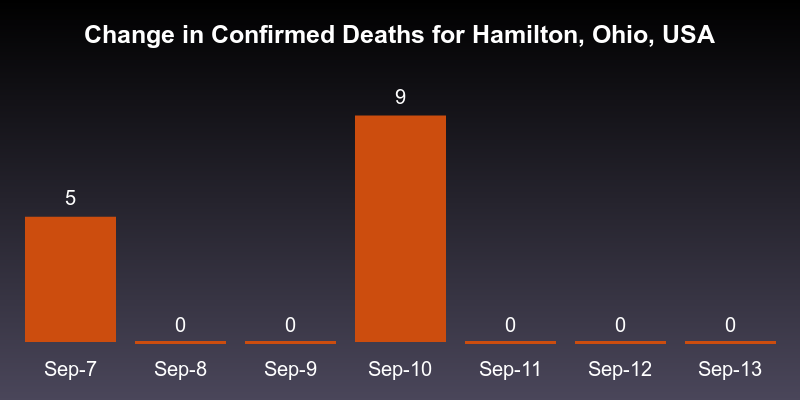 Change in Confirmed Deaths for Hamilton, Ohio, USA
9
5
0 0 0 0 0
Sep-7 Sep-8 Sep-9 Sep-10 Sep-11 Sep-12 Sep-13